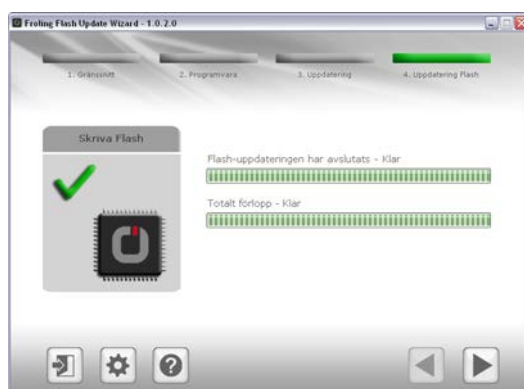 Froling Flash Update Wizard - 1.0.2.0
1. Gränssnitt
2. Programvara
3. Uppdatering
4. Uppdatering Flash
Skriva Flash
Flash-uppdateringen har avslutats - Klar
Totalt förlopp - Klar